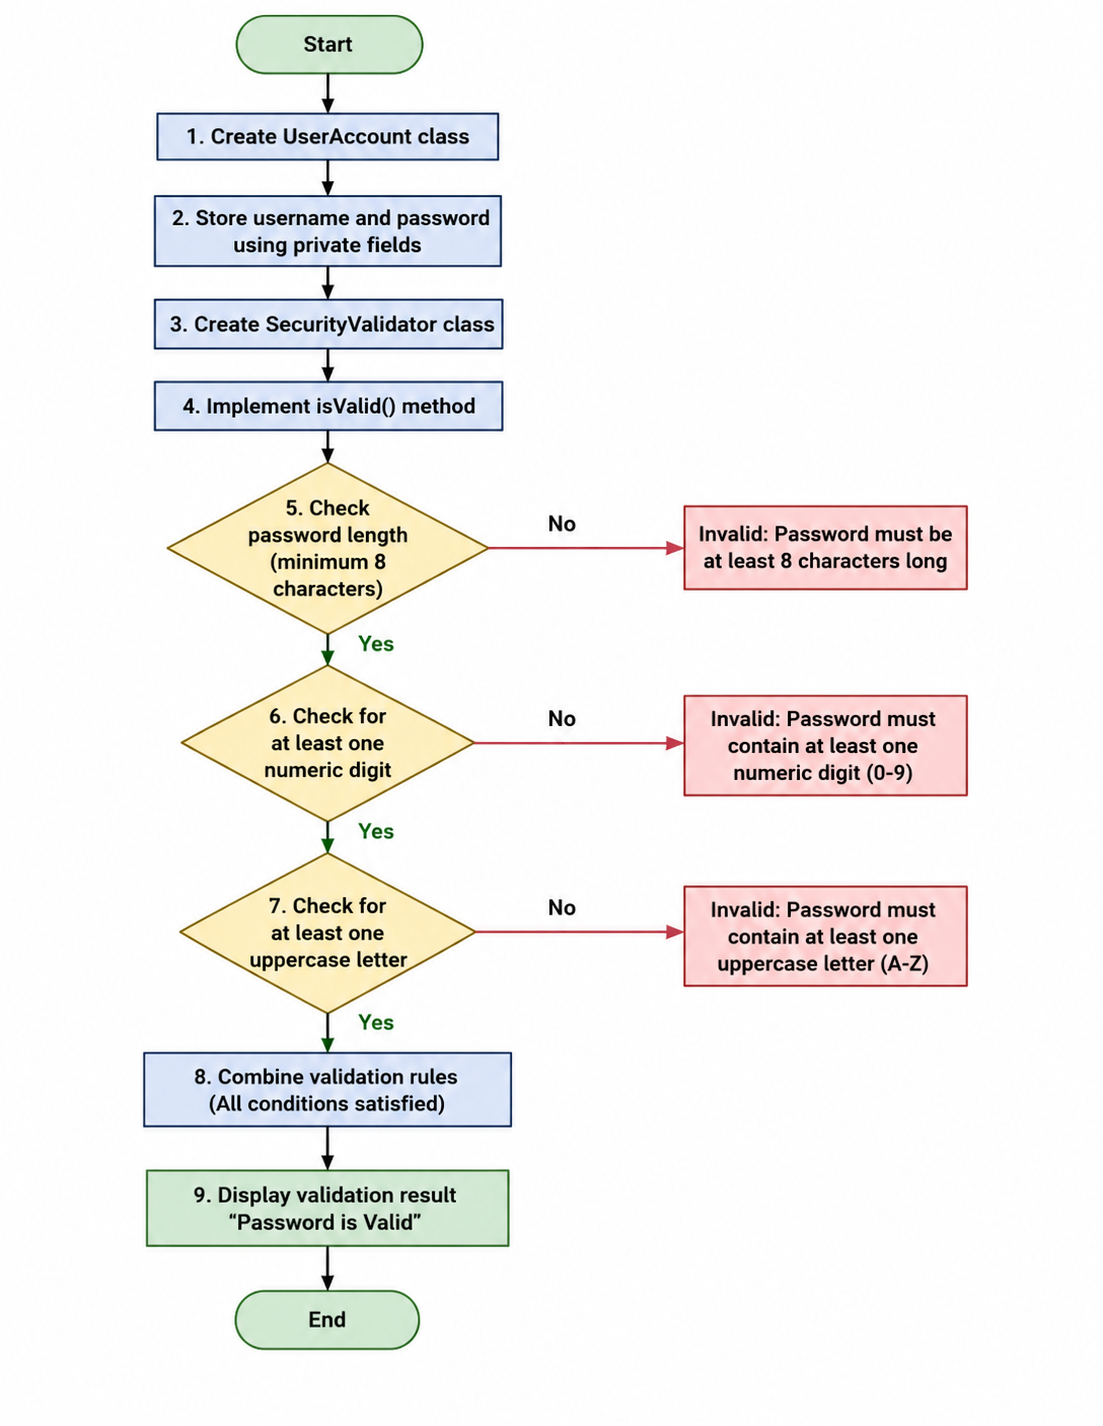 Start
1. Create UserAccount class
2. Store username and password
using private fields
3. Create SecurityValidator class
4. Implement isValid() method
5. Check
password length
(minimum 8
characters)
No
Invalid: Password must be
at least 8 characters long
Yes
6. Check for
at least one
numeric digit
No
Invalid: Password must
contain at least one
numeric digit (0-9)
Yes
7. Check for
at least one
uppercase letter
No
Invalid: Password must
contain at least one
uppercase letter (A-Z)
Yes
8. Combine validation rules
(All conditions satisfied)
9. Display validation result
“Password is Valid”
End